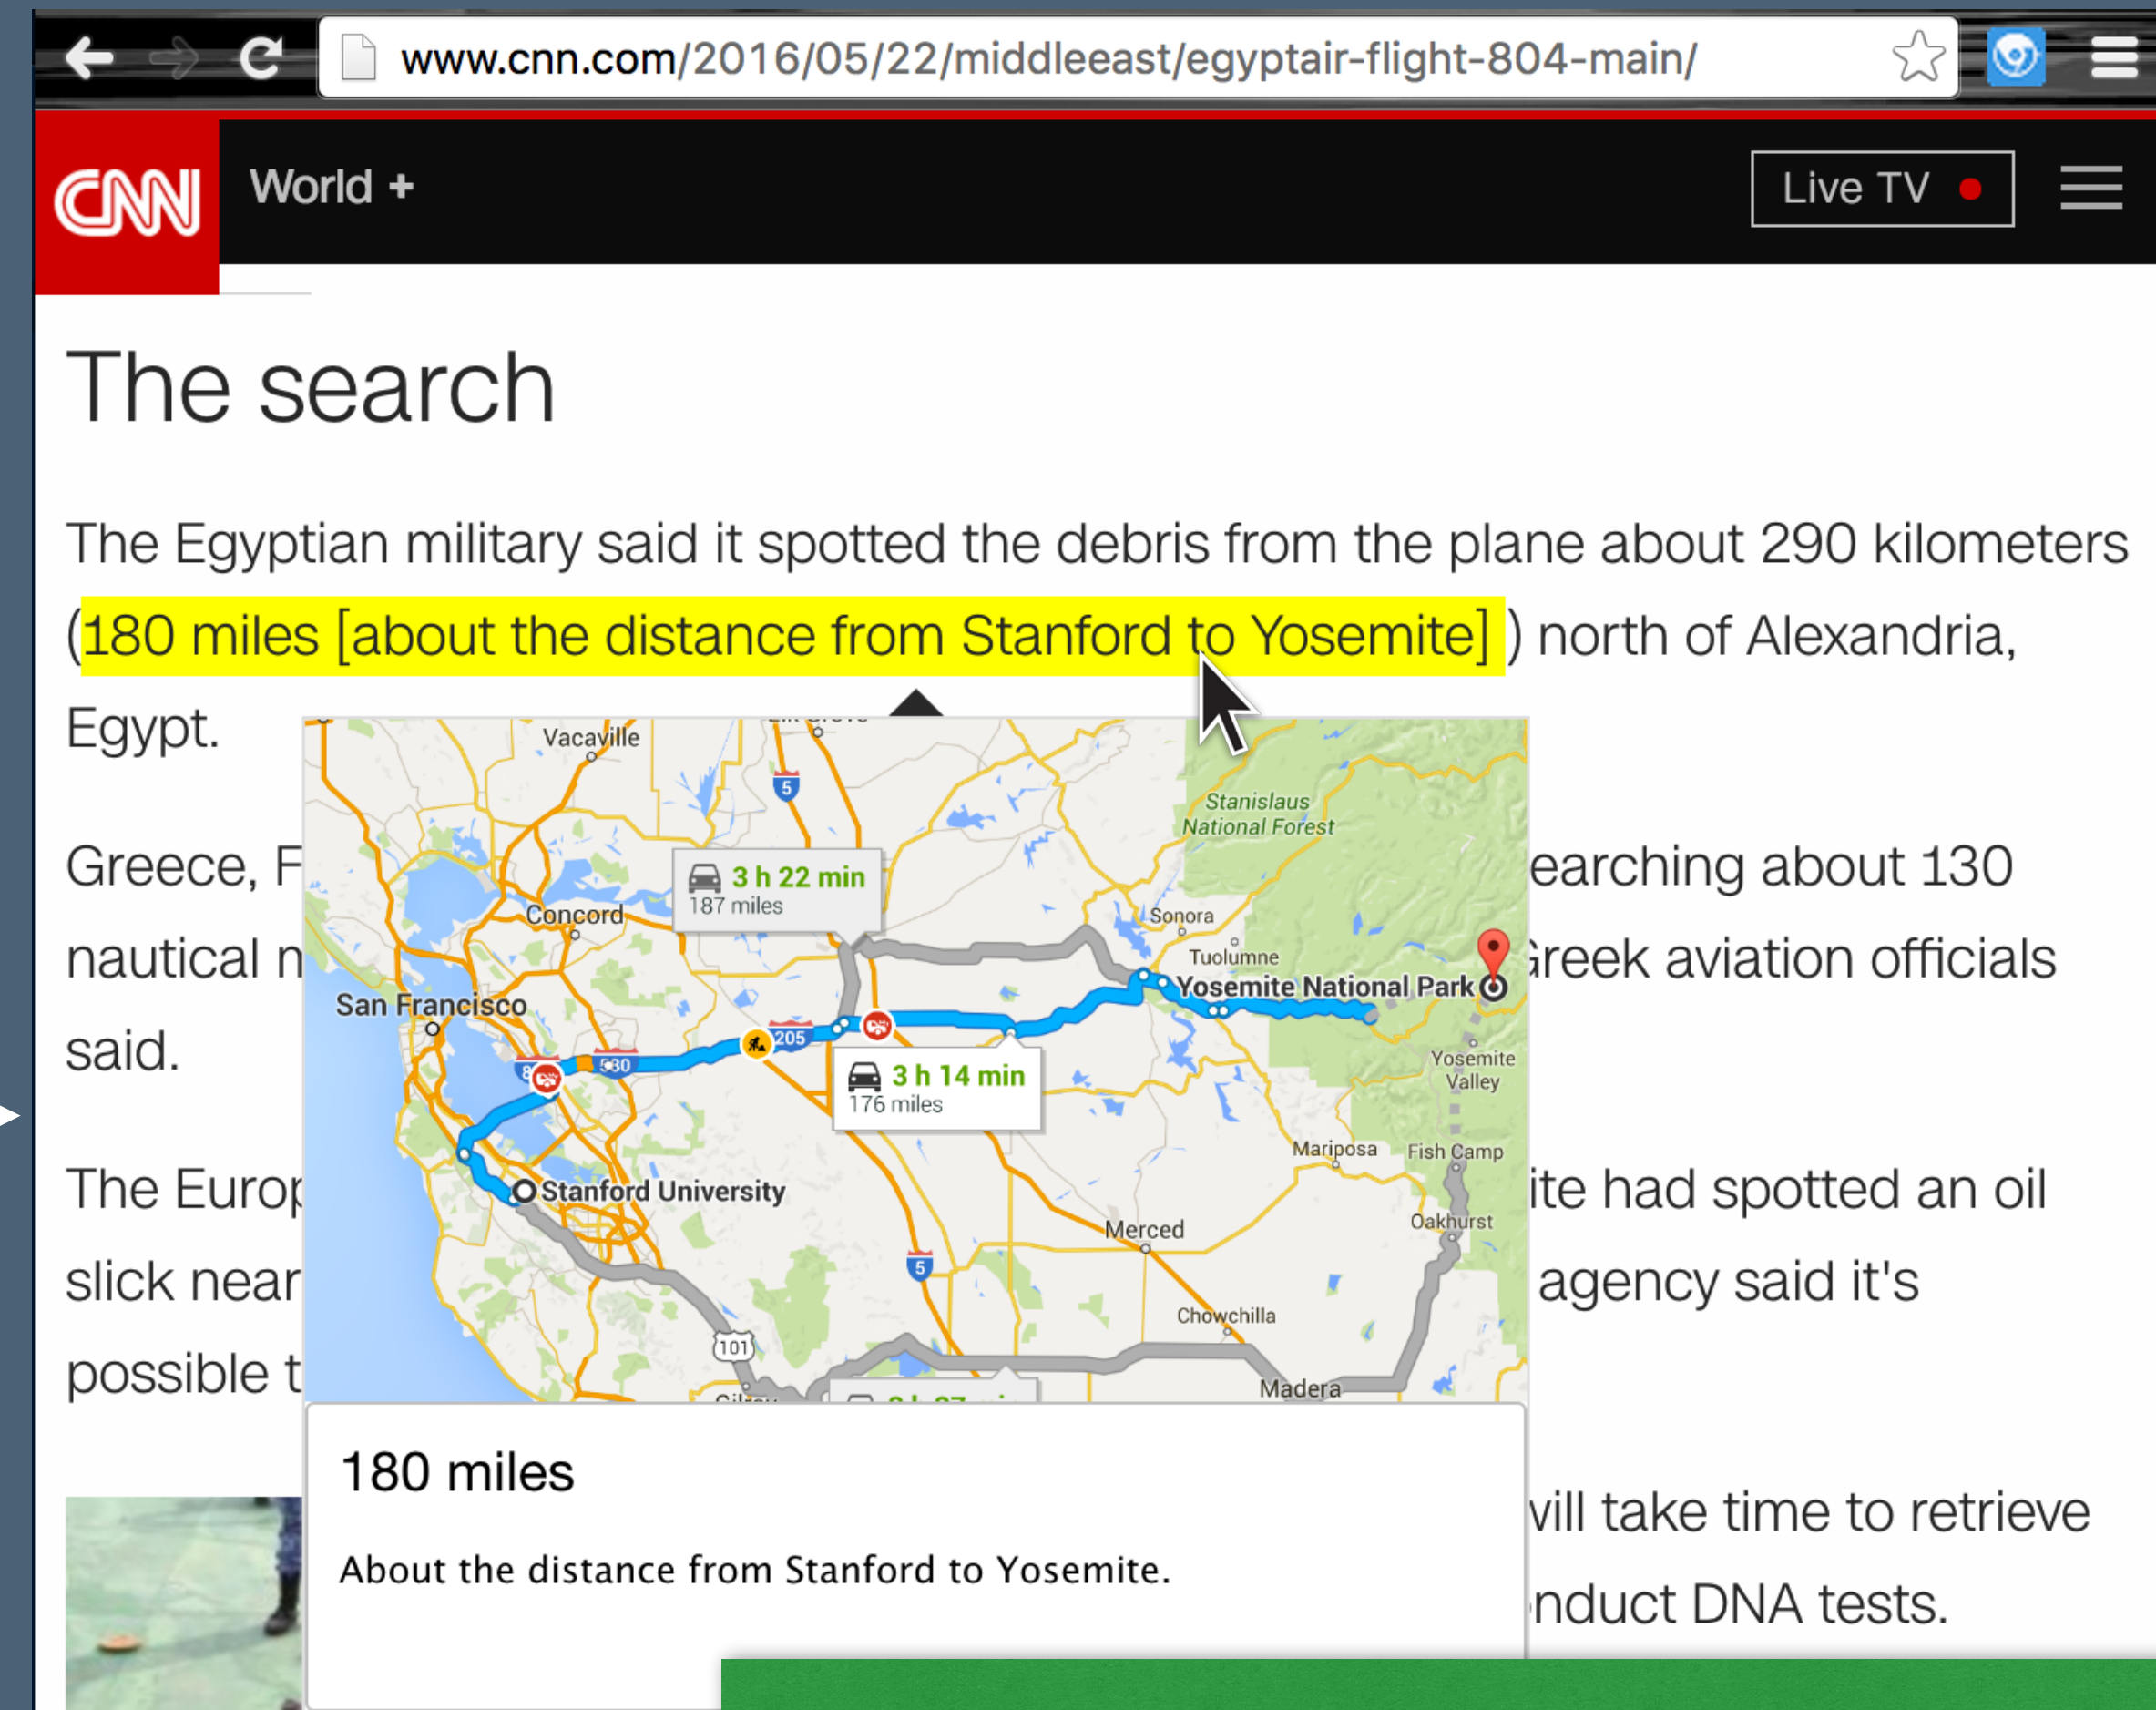 www.cnn.com/2016/05/22/middleeast/egyptair-flight-804-main/
CNN
World +
Live TV
The search
The Egyptian military said it spotted the debris from the plane about 290 kilometers
(180 miles [about the distance from Stanford to Yosemite] ) north of Alexandria,
Egypt.
Vacaville
5
Stanislaus
National Forest
Greece,
earching about 130
3 h 22 min
187 miles
Concord
Sonora
Tuolumne
nautical
Greek aviation officials
Yosemite National Park
San Francisco
said.
205
580
Yosemite
Valley
3 h 14 min
176 miles
Mariposa
Fish Camp
The
ite had spotted an oil
Stanford University
Merced
Oakhurst
slick near
agency said it's
5
Chowchilla
101
possible
Madera
180 miles
will take time to retrieve
About the distance from Stanford to Yosemite.
nduct DNA tests.